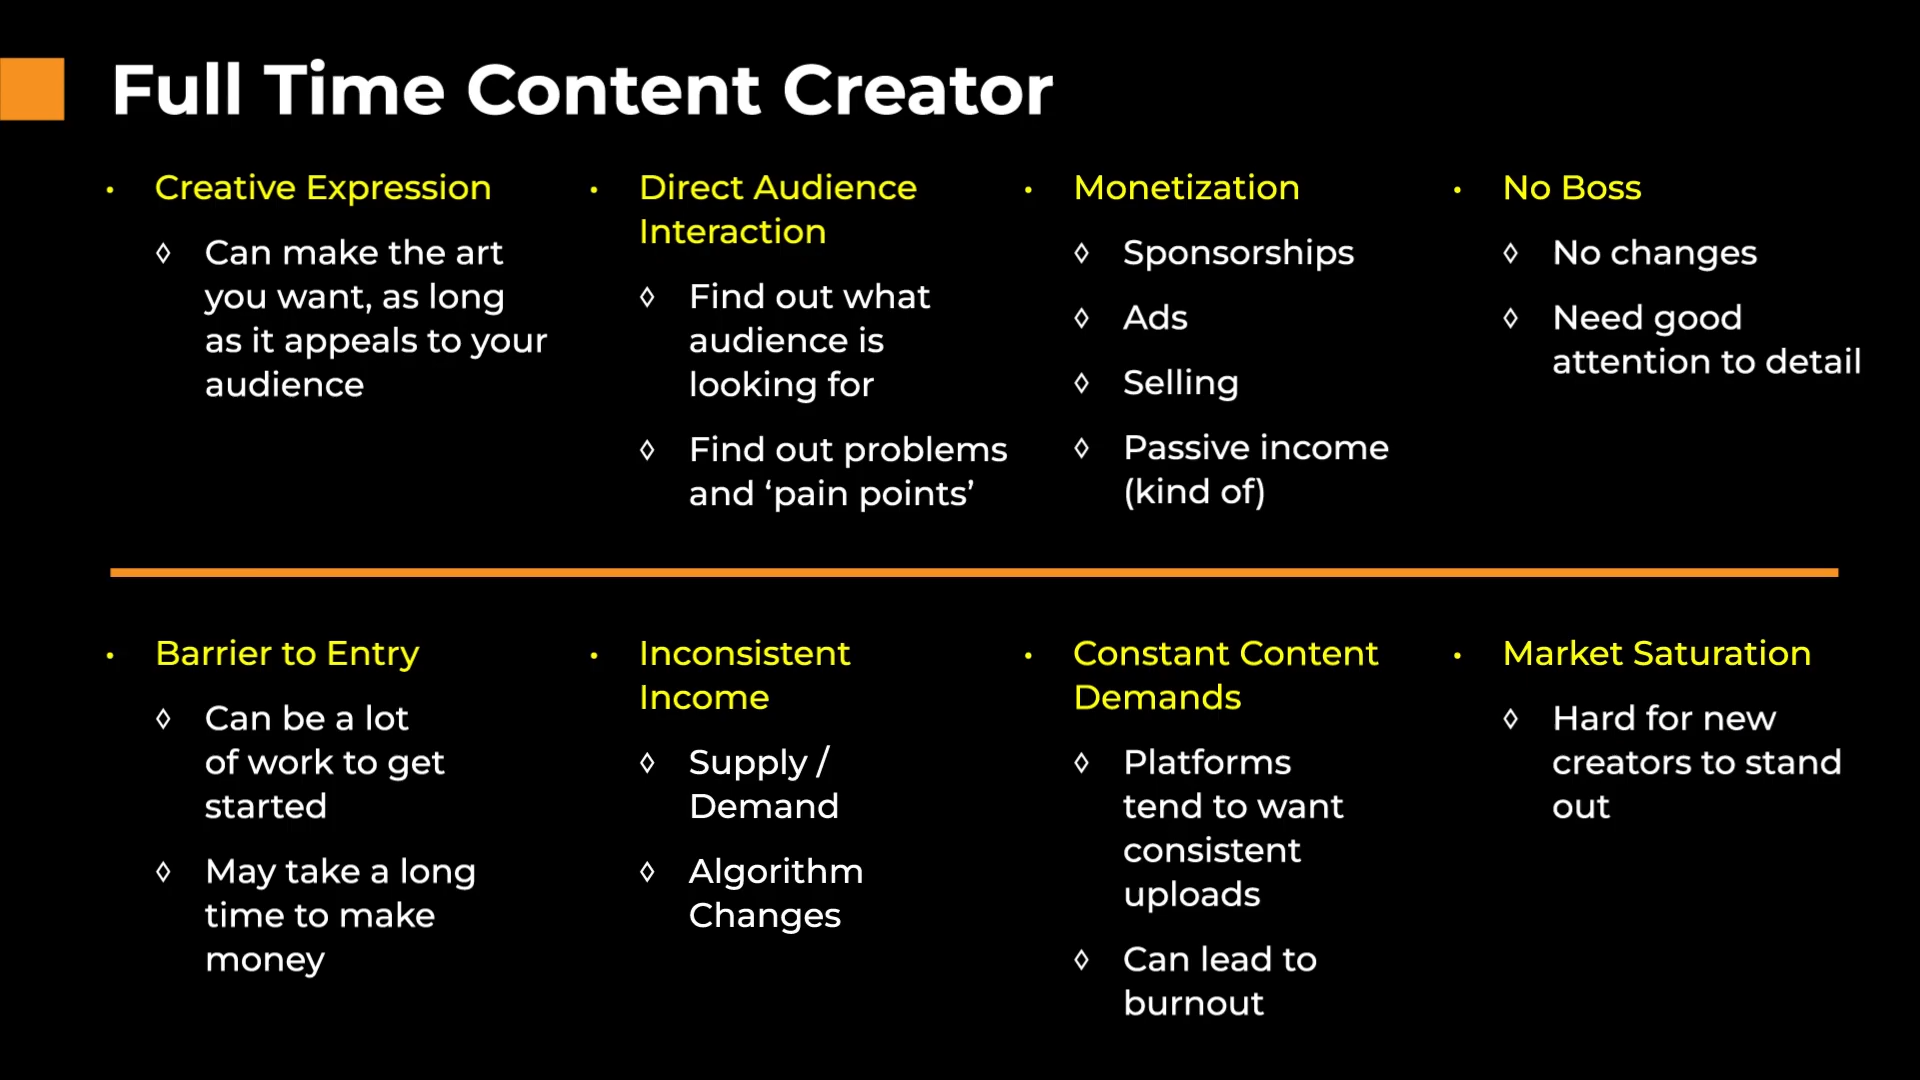 Full Time Content Creator
• Creative Expression
◊ Can make the art
you want, as long
as it appeals to your
audience
• Direct Audience
Interaction
◊ Find out what
audience is
looking for
◊ Find out problems
and ‘pain points’
• Monetization
◊ Sponsorships
◊ Ads
◊ Selling
◊ Passive income
(kind of)
• No Boss
◊ No changes
◊ Need good
attention to detail
• Barrier to Entry
◊ Can be a lot
of work to get
started
◊ May take a long
time to make
money
• Inconsistent
Income
◊ Supply /
Demand
◊ Algorithm
Changes
• Constant Content
Demands
◊ Platforms
tend to want
consistent
uploads
◊ Can lead to
burnout
• Market Saturation
◊ Hard for new
creators to stand
out